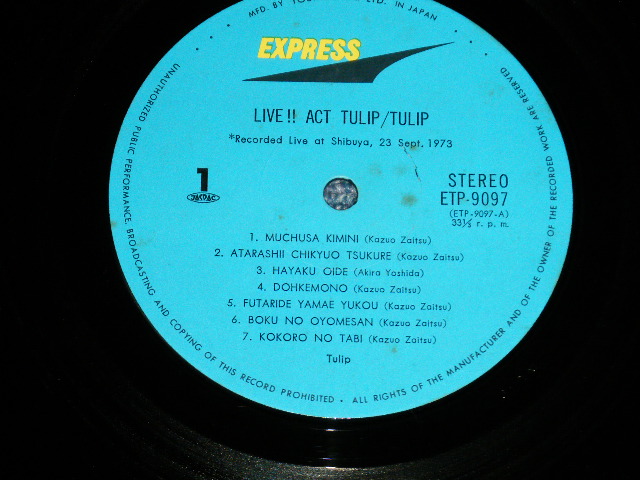 MFD. BY TO LTD. IN JAPAN
EXPRESS
LIVE!! ACT TULIP/TULIP
*Recorded Live at Shibuya, 23 Sept. 1973
1
JASRAC
STEREO
ETP-9097
(ETP-9097-A)
33⅓ r. p. m.
1. MUCHUSA KIMINI (Kazuo Zaitsu)
2. ATARASHII CHIKYUO TSUKURE (Kazuo Zaitsu)
3. HAYAKU OIDE (Akira Yoshida)
4. DOHKEMONO (Kazuo Zaitsu)
5. FUTARIDE YAMAE YUKOU (Kazuo Zaitsu)
6. BOKU NO OYOMESAN (Kazuo Zaitsu)
7. KOKORO NO TABI (Kazuo Zaitsu)
Tulip
UNAUTHORIZED PUBLIC PERFORMANCE, BROADCASTING AND COPYING OF THIS RECORD PROHIBITED • ALL RIGHTS OF THE MANUFACTURER AND OF THE OWNER OF THE RECORDED WORK ARE RESERVED